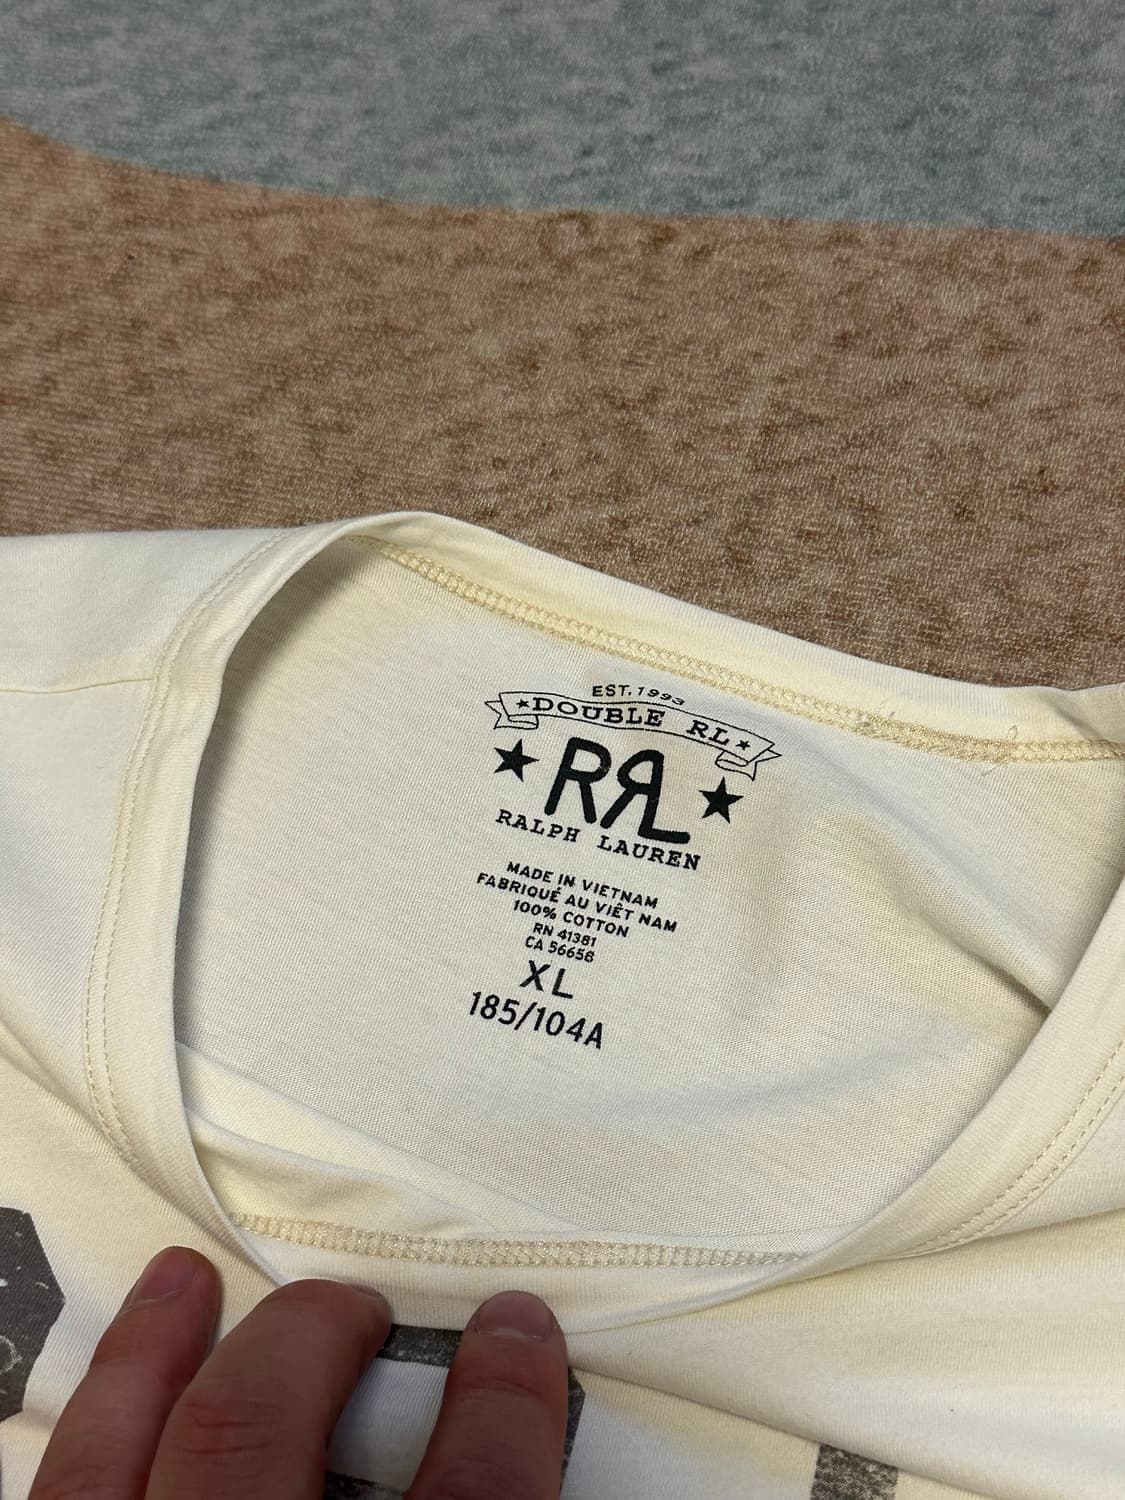 EST. 1993
★DOUBLE RL★
RRL
RALPH LAUREN
MADE IN VIETNAM
FABRIQUÉ AU VIÊT NAM
100% COTTON
RN 41381
CA 56658
XL
185/104A